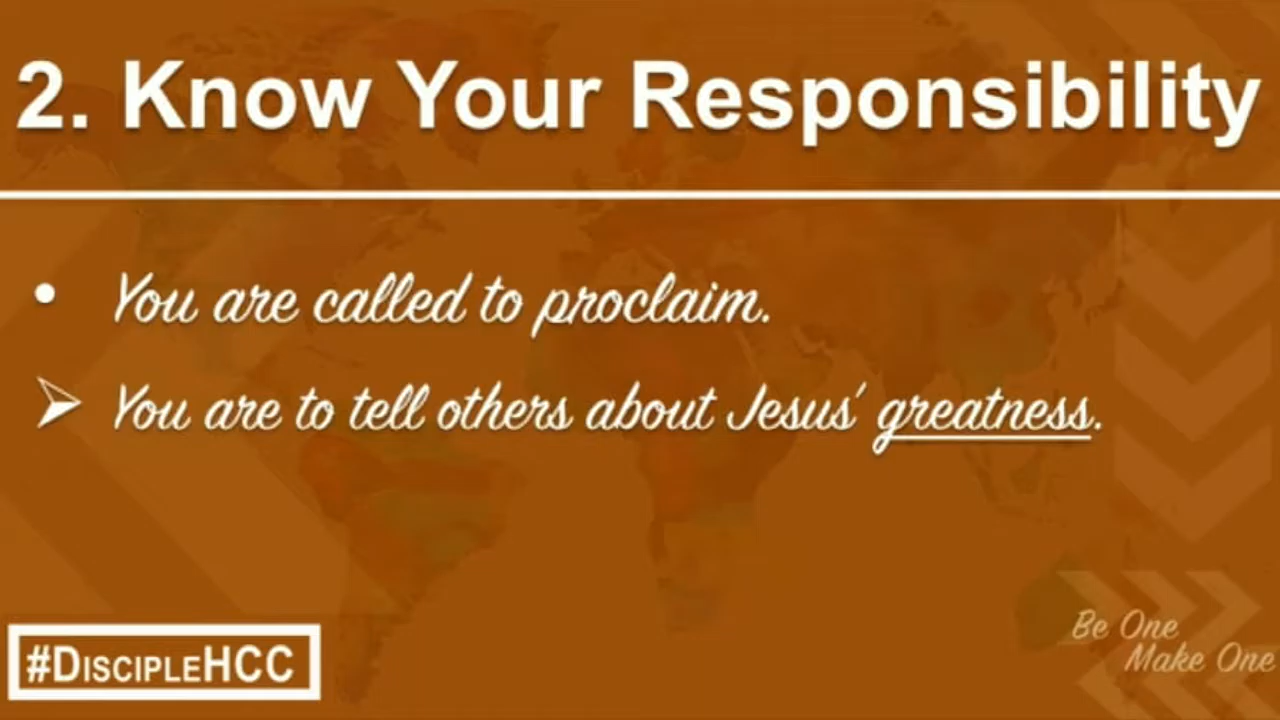 2. Know Your Responsibility
• You are called to proclaim.
➢ You are to tell others about Jesus' greatness.
#DISCIPLEHCC
Be One
Make One